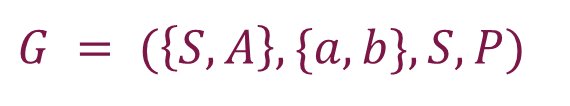 G = ({S, A}, {a, b}, S, P)